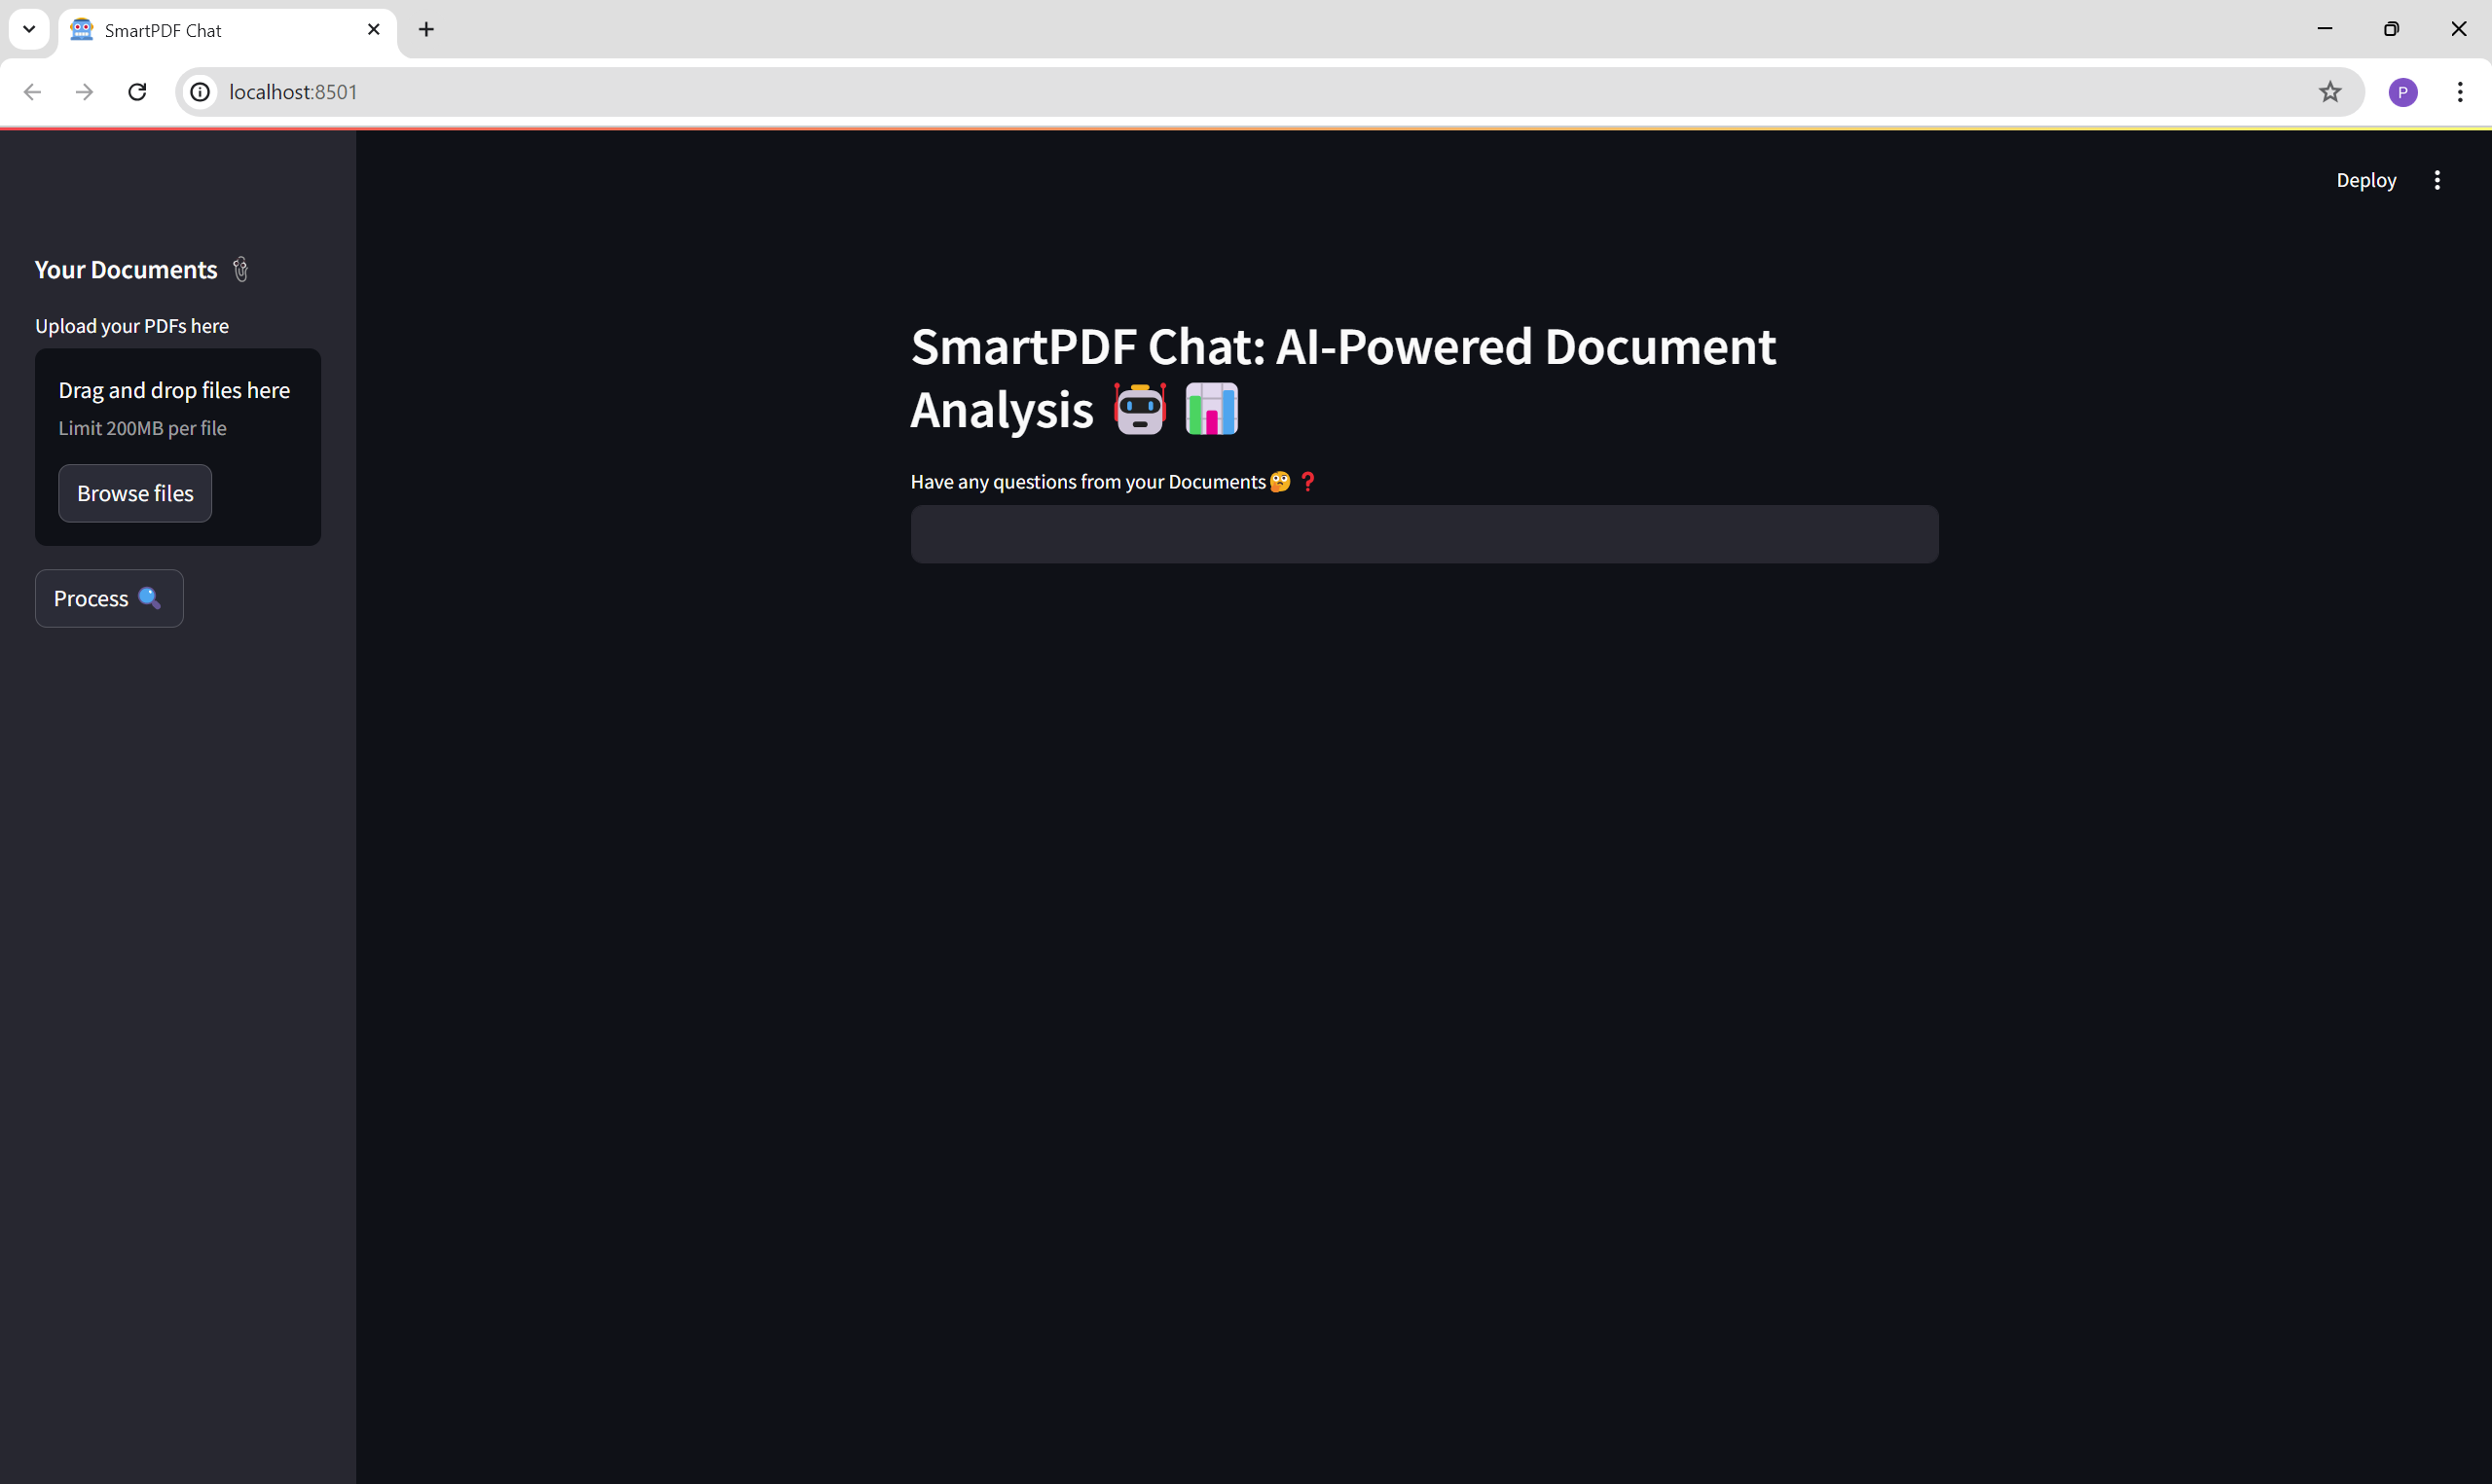 SmartPDF Chat
localhost:8501
P
Deploy
Your Documents
Upload your PDFs here
Drag and drop files here
Limit 200MB per file
Browse files
Process
SmartPDF Chat: AI-Powered Document
Analysis
Have any questions from your Documents🤔❓